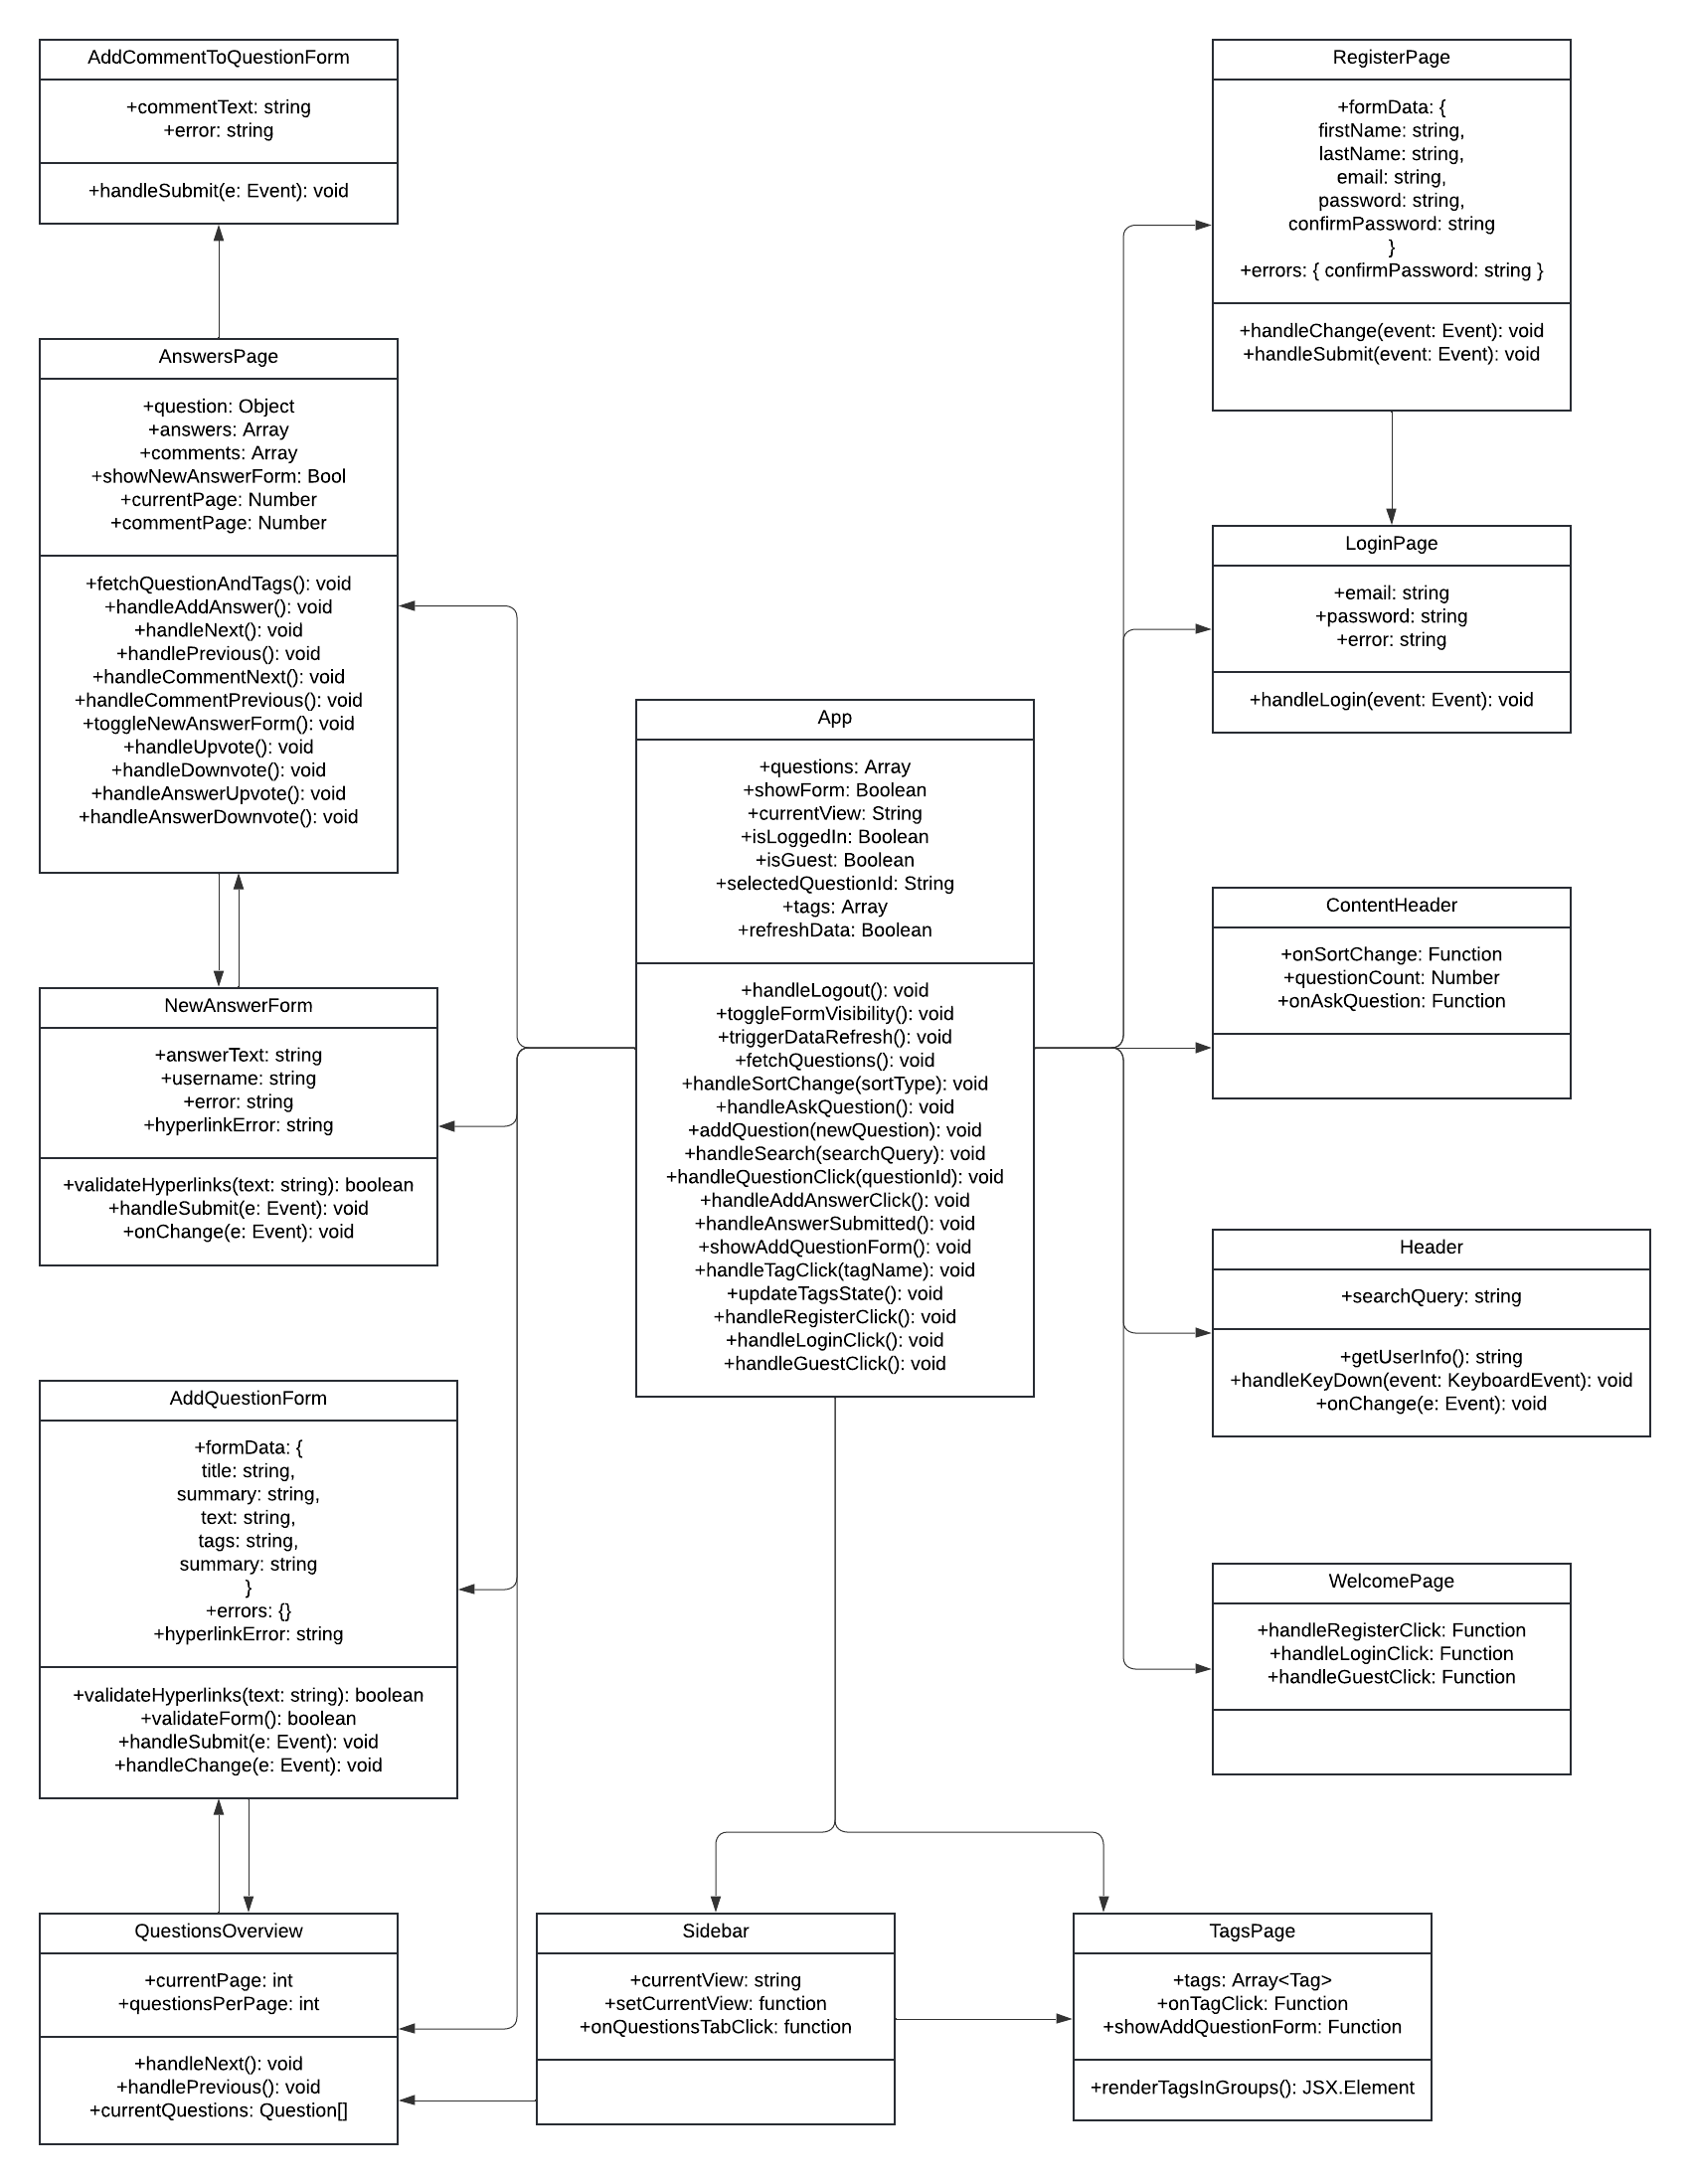 AddCommentToQuestionForm
+commentText: string
+error: string
+handleSubmit(e: Event): void
AnswersPage
+question: Object
+answers: Array
+comments: Array
+showNewAnswerForm: Bool
+currentPage: Number
+commentPage: Number
+fetchQuestionAndTags(): void
+handleAddAnswer(): void
+handleNext(): void
+handlePrevious(): void
+handleCommentNext(): void
+handleCommentPrevious(): void
+toggleNewAnswerForm(): void
+handleUpvote(): void
+handleDownvote(): void
+handleAnswerUpvote(): void
+handleAnswerDownvote(): void
NewAnswerForm
+answerText: string
+username: string
+error: string
+hyperlinkError: string
+validateHyperlinks(text: string): boolean
+handleSubmit(e: Event): void
+onChange(e: Event): void
AddQuestionForm
+formData: {
title: string,
summary: string,
text: string,
tags: string,
summary: string
}
+errors: {}
+hyperlinkError: string
+validateHyperlinks(text: string): boolean
+validateForm(): boolean
+handleSubmit(e: Event): void
+handleChange(e: Event): void
QuestionsOverview
+currentPage: int
+questionsPerPage: int
+handleNext(): void
+handlePrevious(): void
+currentQuestions: Question[]
App
+questions: Array
+showForm: Boolean
+currentView: String
+isLoggedIn: Boolean
+isGuest: Boolean
+selectedQuestionId: String
+tags: Array
+refreshData: Boolean
+handleLogout(): void
+toggleFormVisibility(): void
+triggerDataRefresh(): void
+fetchQuestions(): void
+handleSortChange(sortType): void
+handleAskQuestion(): void
+addQuestion(newQuestion): void
+handleSearch(searchQuery): void
+handleQuestionClick(questionId): void
+handleAddAnswerClick(): void
+handleAnswerSubmitted(): void
+showAddQuestionForm(): void
+handleTagClick(tagName): void
+updateTagsState(): void
+handleRegisterClick(): void
+handleLoginClick(): void
+handleGuestClick(): void
Sidebar
+currentView: string
+setCurrentView: function
+onQuestionsTabClick: function
TagsPage
+tags: Array<Tag>
+onTagClick: Function
+showAddQuestionForm: Function
+renderTagsInGroups(): JSX.Element
RegisterPage
+formData: {
firstName: string,
lastName: string,
email: string,
password: string,
confirmPassword: string
}
+errors: { confirmPassword: string }
+handleChange(event: Event): void
+handleSubmit(event: Event): void
LoginPage
+email: string
+password: string
+error: string
+handleLogin(event: Event): void
ContentHeader
+onSortChange: Function
+questionCount: Number
+onAskQuestion: Function
Header
+searchQuery: string
+getUserInfo(): string
+handleKeyDown(event: KeyboardEvent): void
+onChange(e: Event): void
WelcomePage
+handleRegisterClick: Function
+handleLoginClick: Function
+handleGuestClick: Function